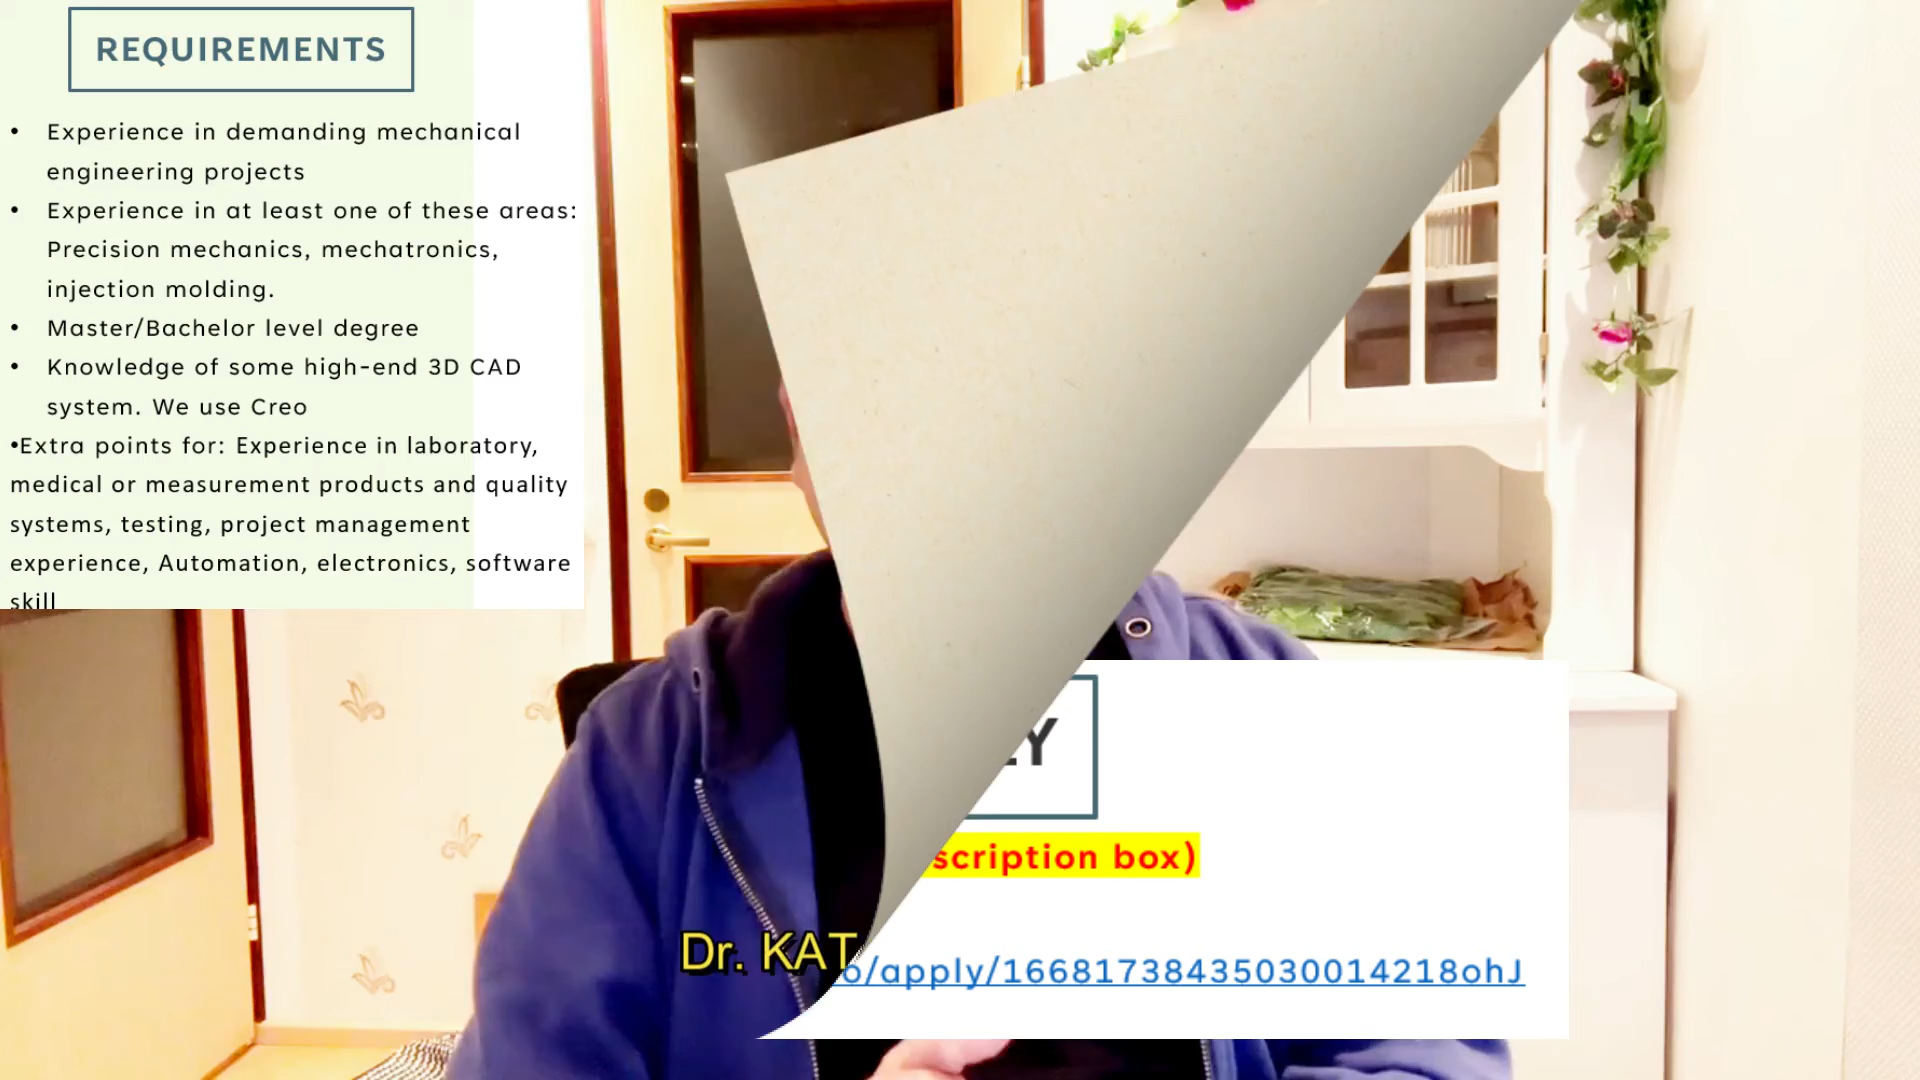 REQUIREMENTS
• Experience in demanding mechanical
engineering projects
• Experience in at least one of these areas:
Precision mechanics, mechatronics,
injection molding.
• Master/Bachelor level degree
• Knowledge of some high-end 3D CAD
system. We use Creo
•Extra points for: Experience in laboratory,
medical or measurement products and quality
systems, testing, project management
experience, Automation, electronics, software
skill
scription box)
Dr. KAT
o/apply/16681738435030014218ohJ